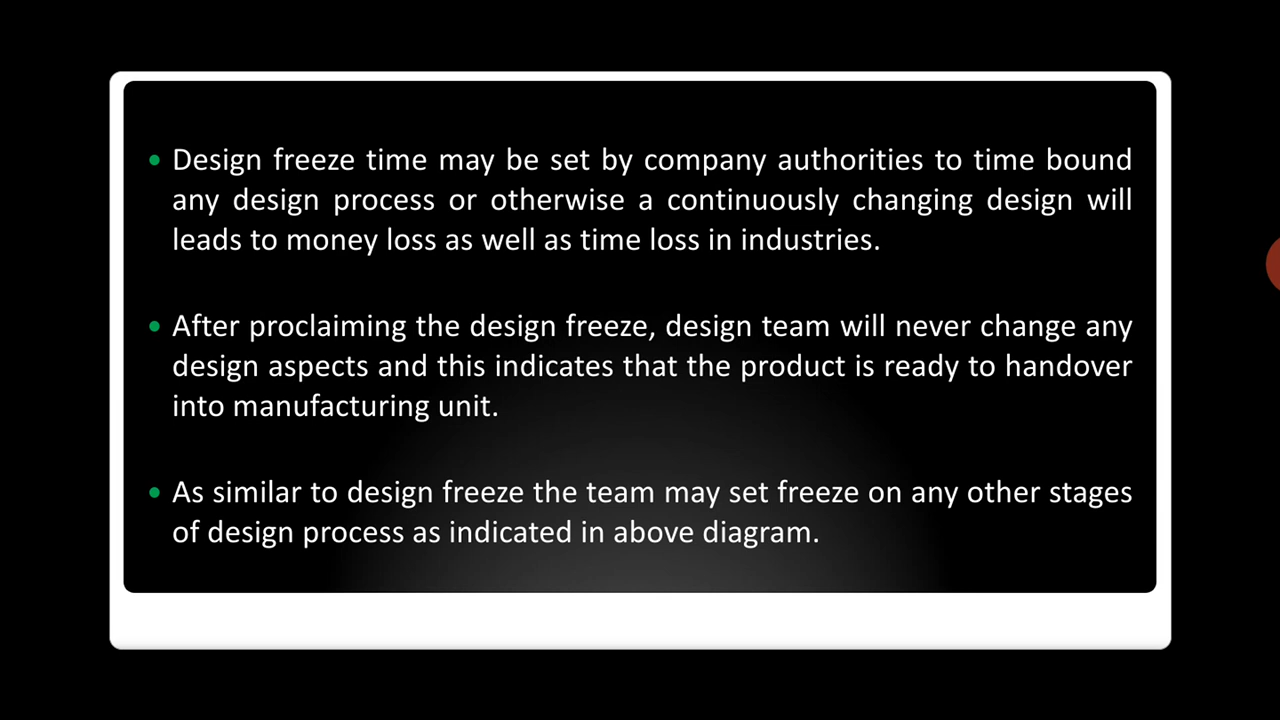 • Design freeze time may be set by company authorities to time bound
any design process or otherwise a continuously changing design will
leads to money loss as well as time loss in industries.
• After proclaiming the design freeze, design team will never change any
design aspects and this indicates that the product is ready to handover
into manufacturing unit.
• As similar to design freeze the team may set freeze on any other stages
of design process as indicated in above diagram.